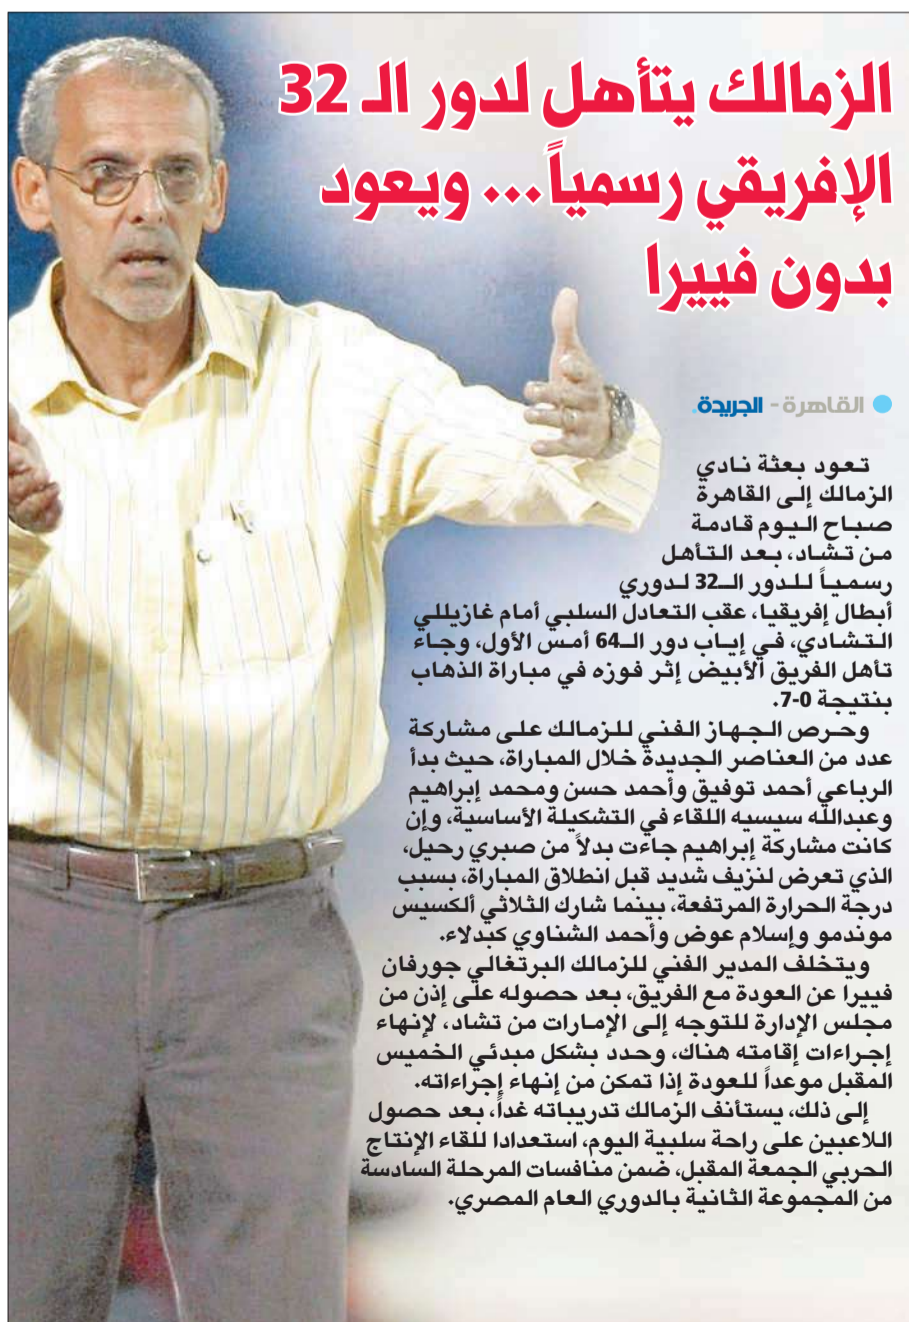 الزمالك يتأهل لدور الـ 32
الإفريقي رسمياً... ويعود
بدون فييرا
القاهرة - الجريدة.
تعود بعثة نادي
الزمالك إلى القاهرة
صباح اليوم قادمة
من تشاد، بعد التأهل
رسمياً للدور الـ32 لدوري
أبطال إفريقيا، عقب التعادل السلبي أمام غازيللي
التشادي، في إياب دور الـ64 أمس الأول، وجاء
تأهل الفريق الأبيض إثر فوزه في مباراة الذهاب
بنتيجة 0-7.
وحرص الجهاز الفني للزمالك على مشاركة
عدد من العناصر الجديدة خلال المباراة، حيث بدأ
الرباعي أحمد توفيق وأحمد حسن ومحمد إبراهيم
وعبدالله سيسيه اللقاء في التشكيلة الأساسية، وإن
كانت مشاركة إبراهيم جاءت بدلاً من صبري رحيل،
الذي تعرض لنزيف شديد قبل انطلاق المباراة، بسبب
درجة الحرارة المرتفعة، بينما شارك الثلاثي ألكسيس
موندمو وإسلام عوض وأحمد الشناوي كبدلاء.
ويتخلف المدير الفني للزمالك البرتغالي جورفان
فييرا عن العودة مع الفريق، بعد حصوله على إذن من
مجلس الإدارة للتوجه إلى الإمارات من تشاد، لإنهاء
إجراءات إقامته هناك، وحدد بشكل مبدئي الخميس
المقبل موعداً للعودة إذا تمكن من إنهاء إجراءاته.
إلى ذلك، يستأنف الزمالك تدريباته غداً، بعد حصول
اللاعبين على راحة سلبية اليوم، استعدادا للقاء الإنتاج
الحربي الجمعة المقبل، ضمن منافسات المرحلة السادسة
من المجموعة الثانية بالدوري العام المصري.